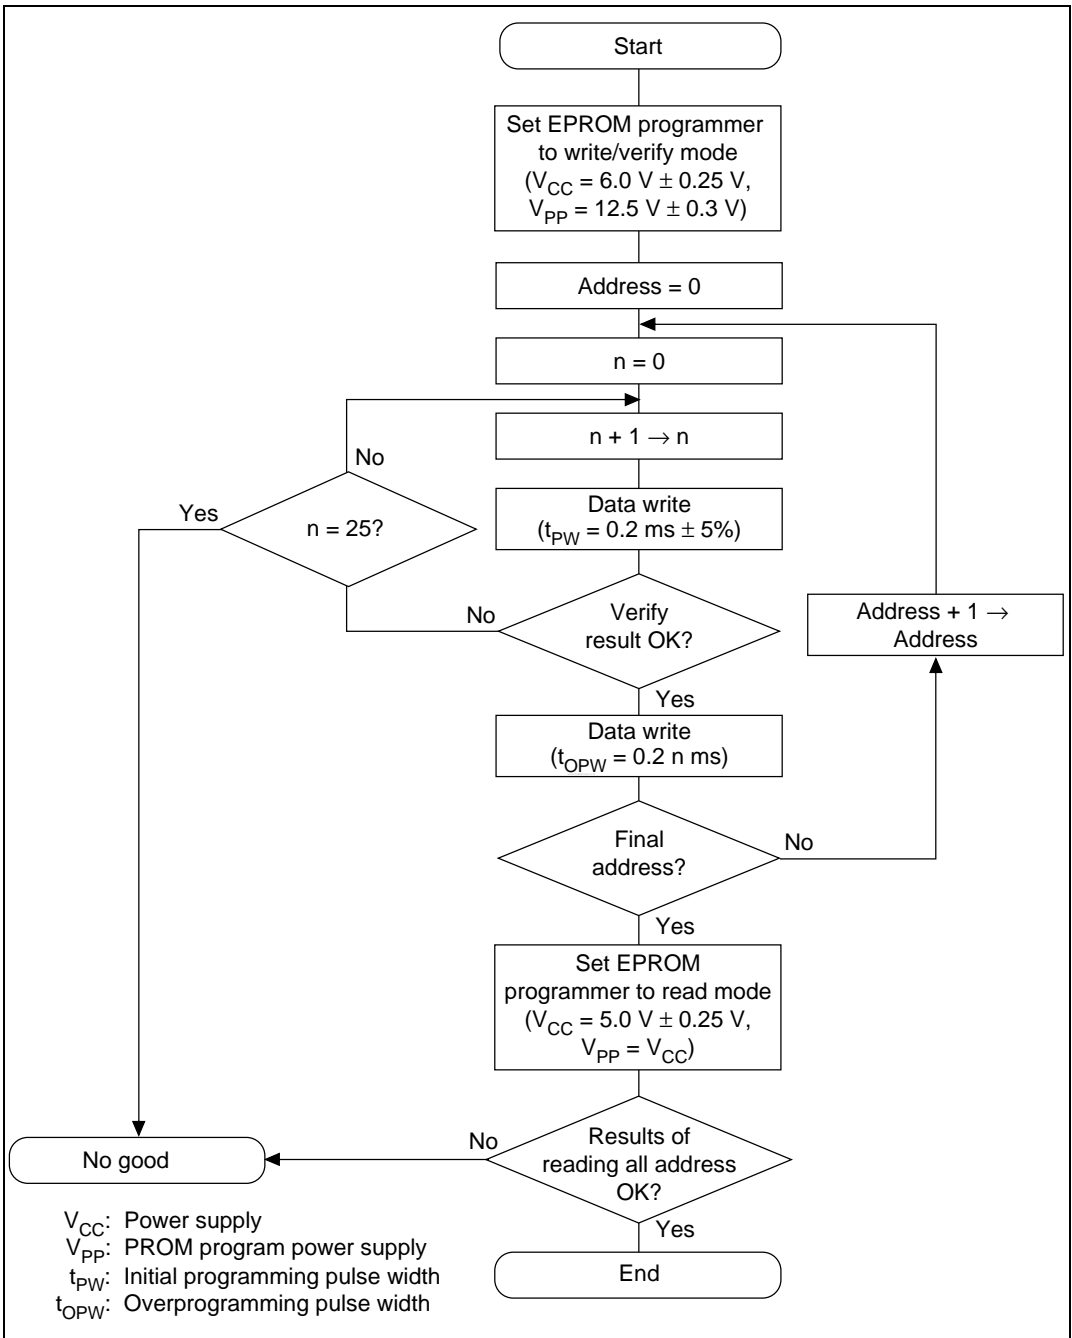 Start
Set EPROM programmer
to write/verify mode
(VCC = 6.0 V ± 0.25 V,
VPP = 12.5 V ± 0.3 V)
Address = 0
n = 0
n + 1 → n
No
Yes
n = 25?
Data write
(tPW = 0.2 ms ± 5%)
No
Verify
result OK?
Address + 1 →
Address
Yes
Data write
(tOPW = 0.2 n ms)
Final
address?
No
Yes
Set EPROM
programmer to read mode
(VCC = 5.0 V ± 0.25 V,
VPP = VCC)
No
Results of
reading all address
OK?
No good
Yes
End
VCC: Power supply
VPP: PROM program power supply
tPW: Initial programming pulse width
tOPW: Overprogramming pulse width